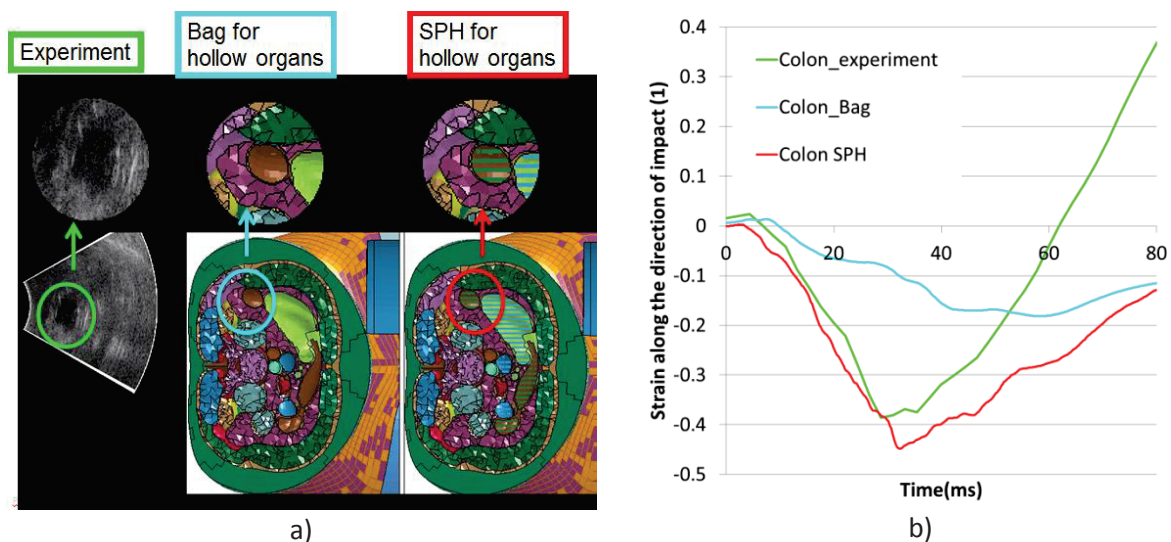 Experiment
Bag for
hollow organs
SPH for
hollow organs
a)
Strain along the direction of impact (1)
0.4
0.3
0.2
0.1
0
-0.1
-0.2
-0.3
-0.4
-0.5
0
20
40
60
80
Colon_experiment
Colon_Bag
Colon SPH
Time(ms)
b)